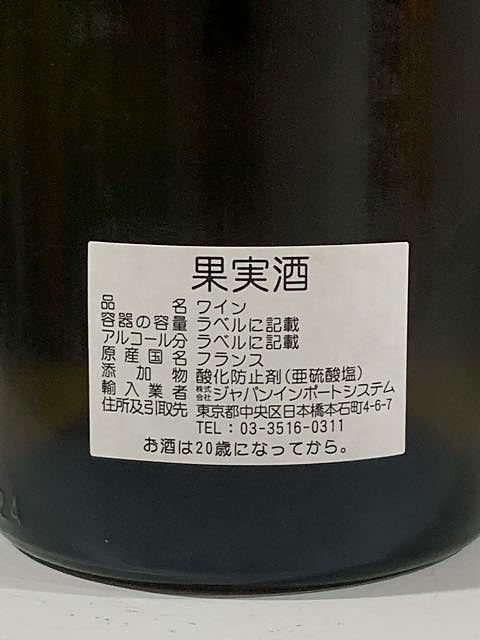 果実酒
品名 ワイン
容器の容量 ラベルに記載
アルコール分 ラベルに記載
原産国名 フランス
添加物 酸化防止剤(亜硫酸塩)
輸入業者 株式会社ジャパンインポートシステム
住所及引取先 東京都中央区日本橋本石町4-6-7
TEL：03-3516-0311
お酒は20歳になってから。
24